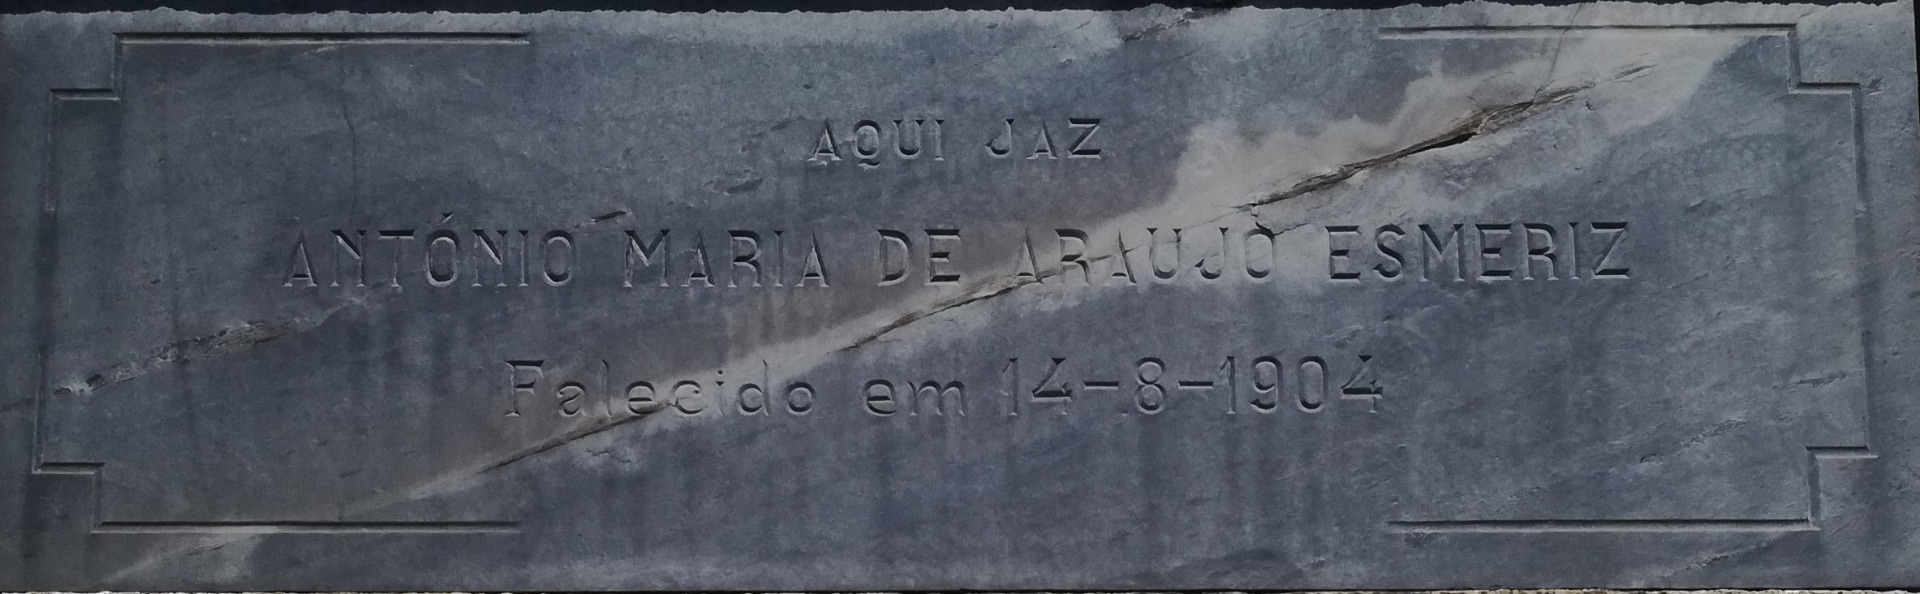 AQUI JAZ
ANTÓNIO MARIA DE ARAUJO ESMERIZ
Falecido em 14-8-1904